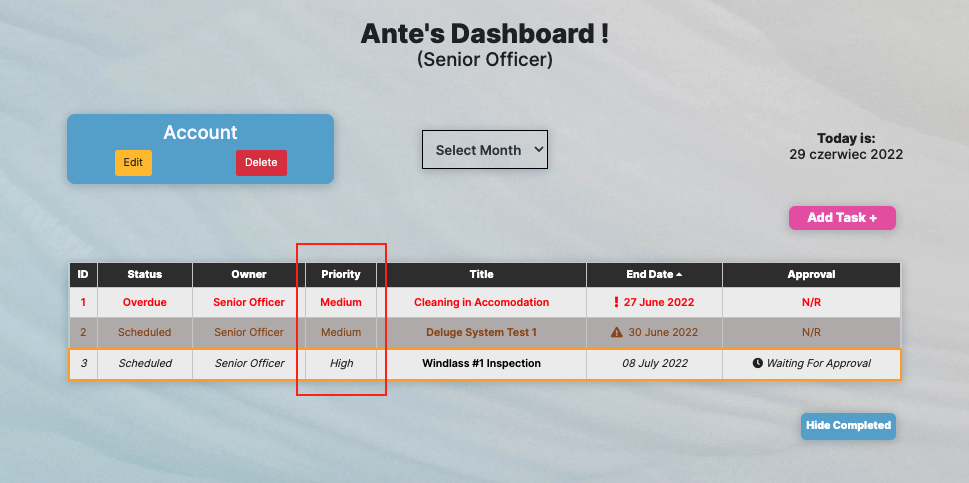 Ante's Dashboard !
(Senior Officer)
Account
Edit Delete
Select Month
Today is:
29 czerwiec 2022
Add Task +
ID Status Owner Priority Title End Date Approval
1 Overdue Senior Officer Medium Cleaning in Accomodation 27 June 2022 N/R
2 Scheduled Senior Officer Medium Deluge System Test 1 30 June 2022 N/R
3 Scheduled Senior Officer High Windlass #1 Inspection 08 July 2022 Waiting For Approval
Hide Completed